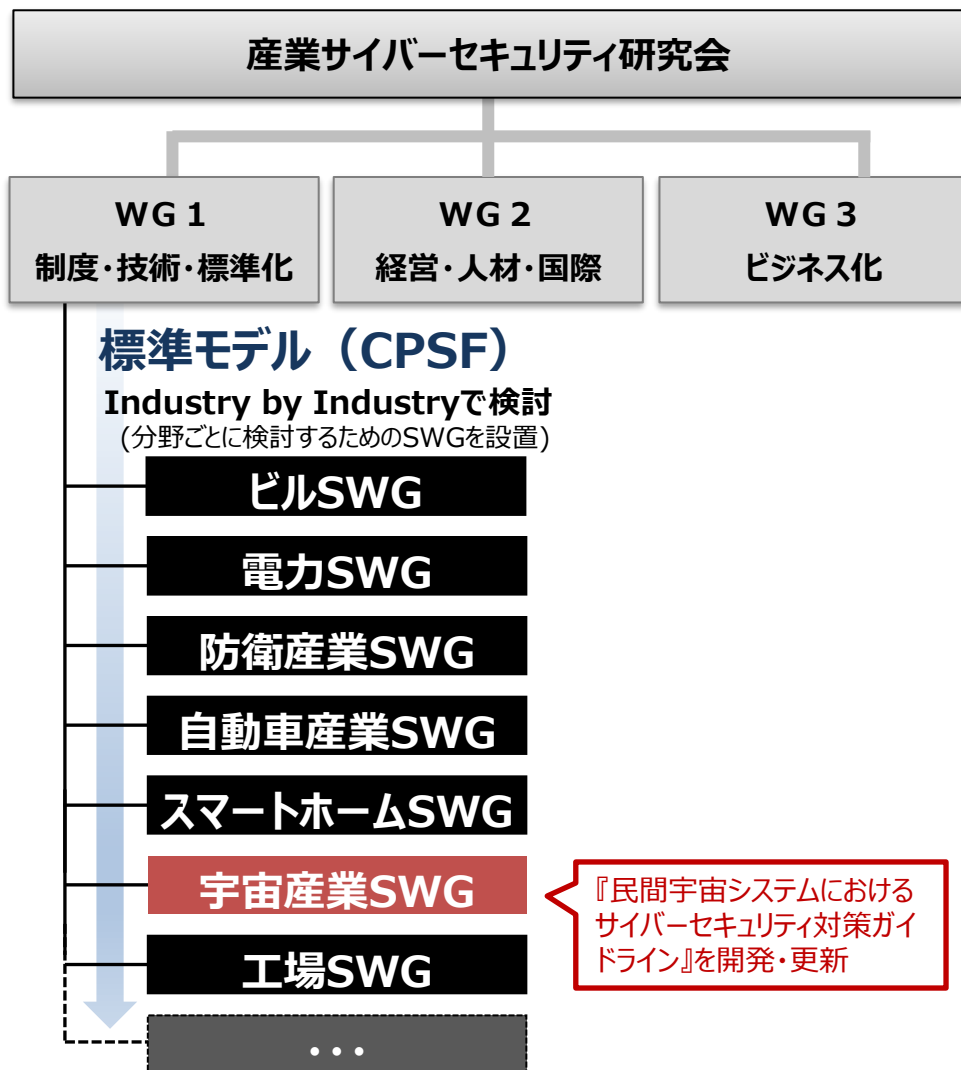 産業サイバーセキュリティ研究会
WG１
制度・技術・標準化
WG２
経営・人材・国際
WG３
ビジネス化
標準モデル（CPSF）
Industry by Industryで検討
(分野ごとに検討するためのSWGを設置)
ビルSWG
電力SWG
防衛産業SWG
自動車産業SWG
スマートホームSWG
宇宙産業SWG
『民間宇宙システムにおける
サイバーセキュリティ対策ガイ
ドライン』を開発・更新
工場SWG
・・・